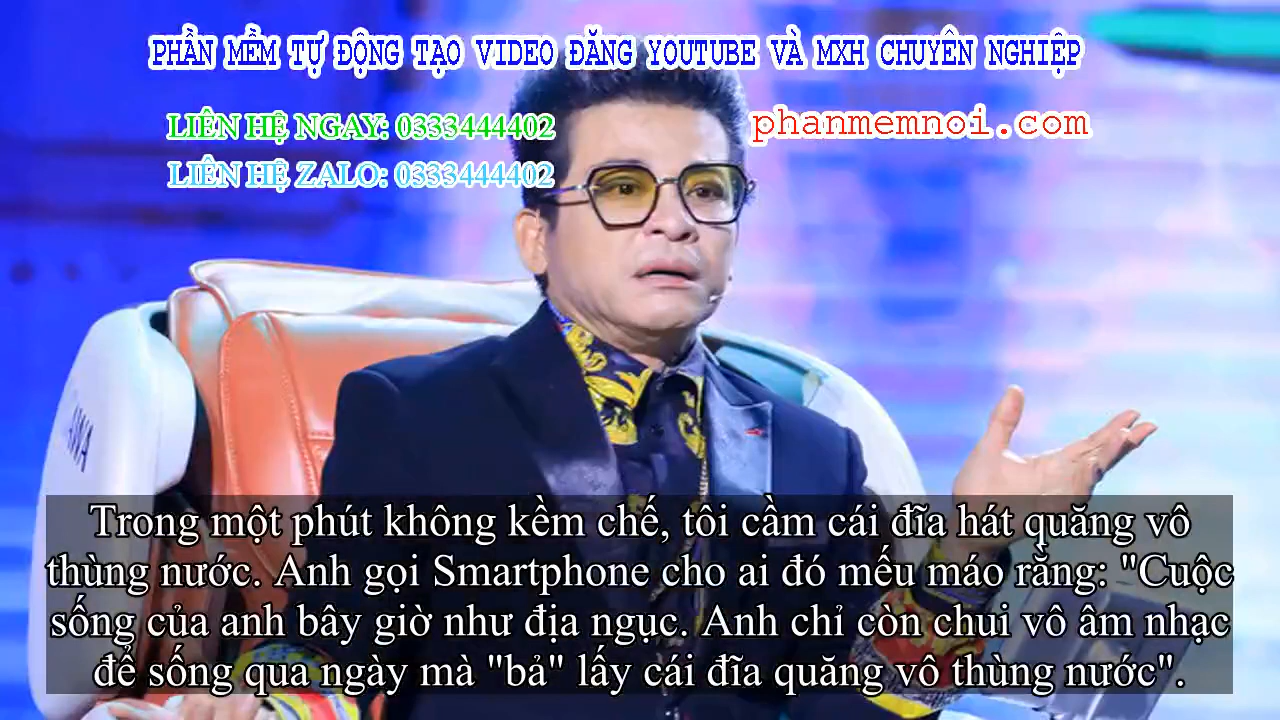 PHẦN MỀM TỰ ĐỘNG TẠO VIDEO ĐĂNG YOUTUBE VÀ MXH CHUYÊN NGHIỆP
LIÊN HỆ NGAY: 0333444402
phanmemnoi.com
LIÊN HỆ ZALO: 0333444402
AWA
Trong một phút không kềm chế, tôi cầm cái đĩa hát quăng vô
thùng nước. Anh gọi Smartphone cho ai đó mếu máo rằng: "Cuộc
sống của anh bây giờ như địa ngục. Anh chỉ còn chui vô âm nhạc
để sống qua ngày mà "bả" lấy cái đĩa quăng vô thùng nước".